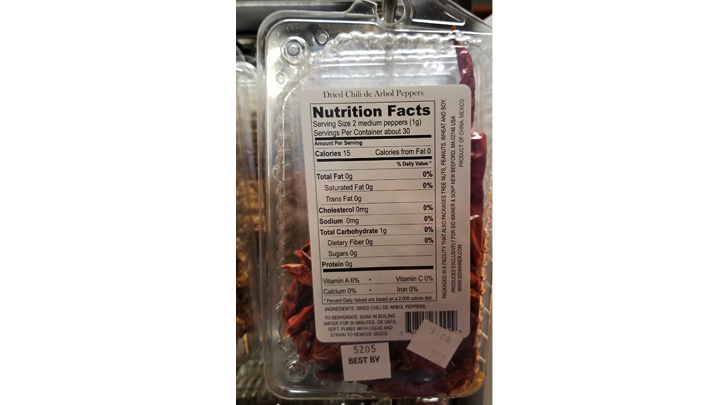 Dried Chili de Arbol Peppers
Nutrition Facts
Serving Size 2 medium peppers (1g)
Servings Per Container about 30
Amount Per Serving
Calories 15 Calories from Fat 0
% Daily Value *
Total Fat 0g 0%
Saturated Fat 0g 0%
Trans Fat 0g
Cholesterol 0mg 0%
Sodium 0mg 0%
Total Carbohydrate 1g 0%
Dietary Fiber 0g 0%
Sugars 0g
Protein 0g
Vitamin A 6% • Vitamin C 0%
Calcium 0% • Iron 0%
* Percent Daily Values are based on a 2,000 calorie diet.
INGREDIENTS: DRIED CHILI DE ARBOL PEPPERS.
TO REHYDRATE: SOAK IN BOILING
WATER FOR 20 MINUTES, OR UNTIL
SOFT. PUREE WITH LIQUID AND
STRAIN TO REMOVE SEEDS
PACKAGED IN A FACILITY THAT ALSO PACKAGES TREE NUTS, PEANUTS, WHEAT AND SOY.
PRODUCED EXCLUSIVELY FOR SID WAINER & SON® NEW BEDFORD, MA 02746 USA
WWW.SIDWAINER.COM PRODUCT OF CHINA, MEXICO
5205
BEST BY